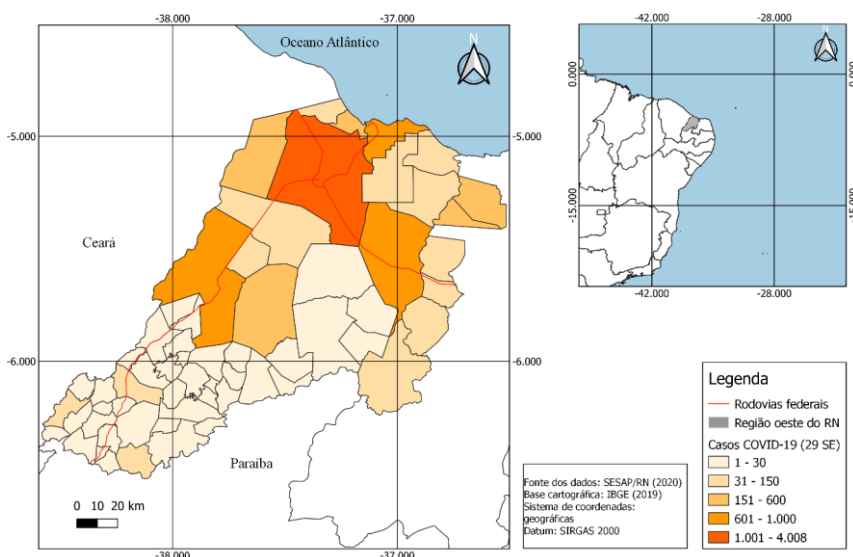 -38.000
-37.000
N
Oceano Atlântico
-5.000
Ceará
-6.000
Paraíba
0 10 20 km
-38.000
-37.000
-42.000
-28.000
N
0.000
0.000
-15.000
-15.000
-42.000
-28.000
Legenda
Rodovias federais
Região oeste do RN
Casos COVID-19 (29 SE)
1 - 30
31 - 150
151 - 600
601 - 1.000
1.001 - 4.008
Fonte dos dados: SESAP/RN (2020)
Base cartográfica: IBGE (2019)
Sistema de coordenadas:
geográficas
Datum: SIRGAS 2000
-5.000
-6.000